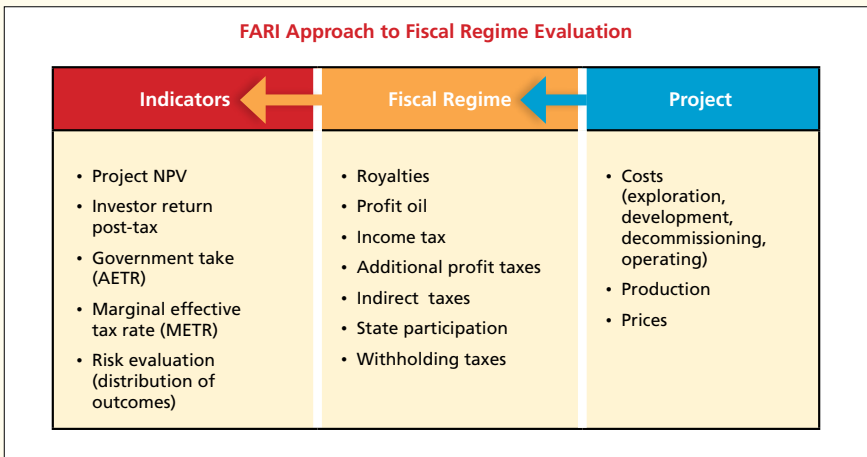 FARI Approach to Fiscal Regime Evaluation
Indicators
Fiscal Regime
Project
• Project NPV
• Investor return
post-tax
• Government take
(AETR)
• Marginal effective
tax rate (METR)
• Risk evaluation
(distribution of
outcomes)
• Royalties
• Profit oil
• Income tax
• Additional profit taxes
• Indirect taxes
• State participation
• Withholding taxes
• Costs
(exploration,
development,
decommissioning,
operating)
• Production
• Prices